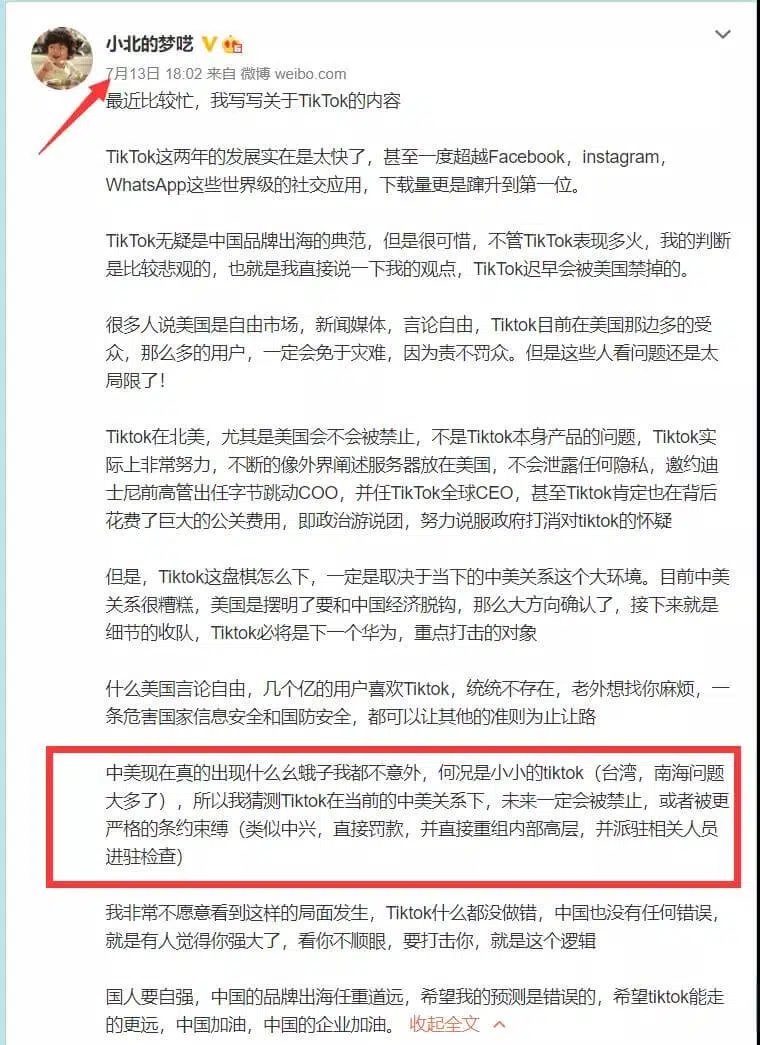 小北的梦呓
7月13日 18:02 来自 微博 weibo.com
最近比较忙，我写写关于TikTok的内容
TikTok这两年的发展实在是太快了，甚至一度超越Facebook，instagram，
WhatsApp这些世界级的社交应用，下载量更是蹿升到第一位。
TikTok无疑是中国品牌出海的典范，但是很可惜，不管TikTok表现多火，我的判断
是比较悲观的，也就是我直接说一下我的观点，TikTok迟早会被美国禁掉的。
很多人说美国是自由市场，新闻媒体，言论自由，Tiktok目前在美国那边多的受
众，那么多的用户，一定会免于灾难，因为责不罚众。但是这些人看问题还是太
局限了！
Tiktok在北美，尤其是美国会不会被禁止，不是Tiktok本身产品的问题，Tiktok实
际上非常努力，不断的像外界阐述服务器放在美国，不会泄露任何隐私，邀约迪
士尼前高管出任字节跳动COO，并任TikTok全球CEO，甚至Tiktok肯定也在背后
花费了巨大的公关费用，即政治游说团，努力说服政府打消对tiktok的怀疑
但是，Tiktok这盘棋怎么下，一定是取决于当下的中美关系这个大环境。目前中美
关系很糟糕，美国是摆明了要和中国经济脱钩，那么大方向确认了，接下来就是
细节的收队，Tiktok必将是下一个华为，重点打击的对象
什么美国言论自由，几个亿的用户喜欢Tiktok，统统不存在，老外想找你麻烦，一
条危害国家信息安全和国防安全，都可以让其他的准则为止让路
中美现在真的出现什么幺蛾子我都不意外，何况是小小的tiktok（台湾，南海问题
大多了），所以我猜测Tiktok在当前的中美关系下，未来一定会被禁止，或者被更
严格的条约束缚（类似中兴，直接罚款，并直接重组内部高层，并派驻相关人员
进驻检查）
我非常不愿意看到这样的局面发生，Tiktok什么都没做错，中国也没有任何错误，
就是有人觉得你强大了，看你不顺眼，要打击你，就是这个逻辑
国人要自强，中国的品牌出海任重道远，希望我的预测是错误的，希望tiktok能走
的更远，中国加油，中国的企业加油。 收起全文